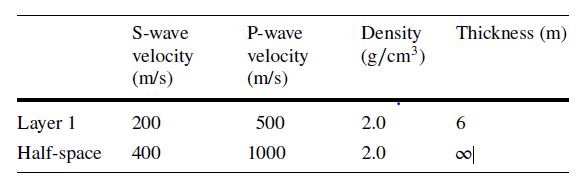 S-wave velocity (m/s) P-wave velocity (m/s) Density (g/cm³) Thickness (m)
Layer 1 200 500 2.0 6
Half-space 400 1000 2.0 ∞